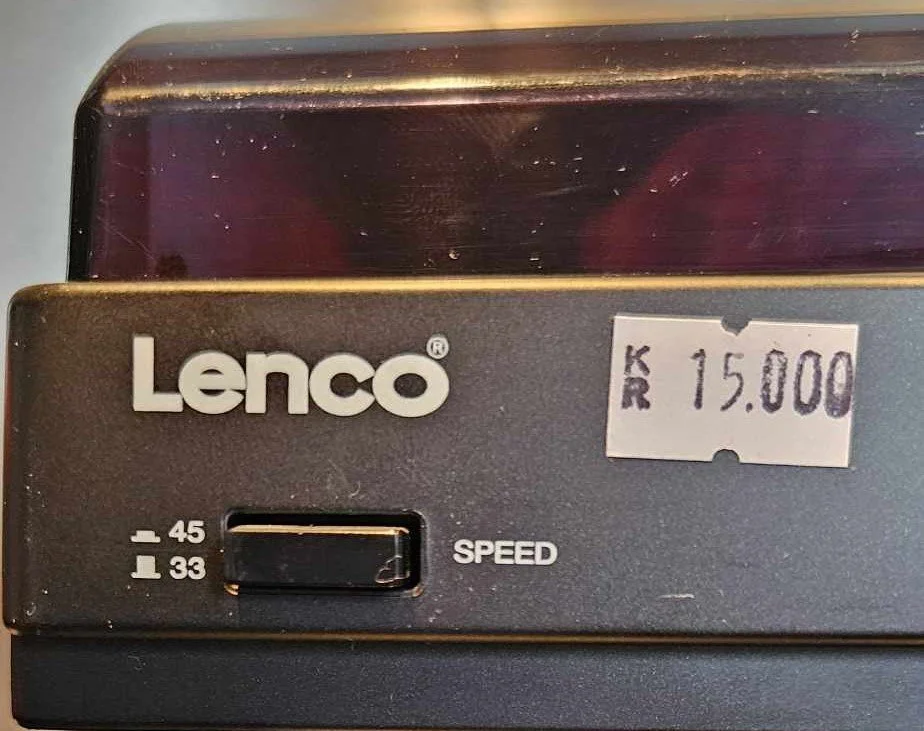 Lenco®
KR 15.000
45
33
SPEED